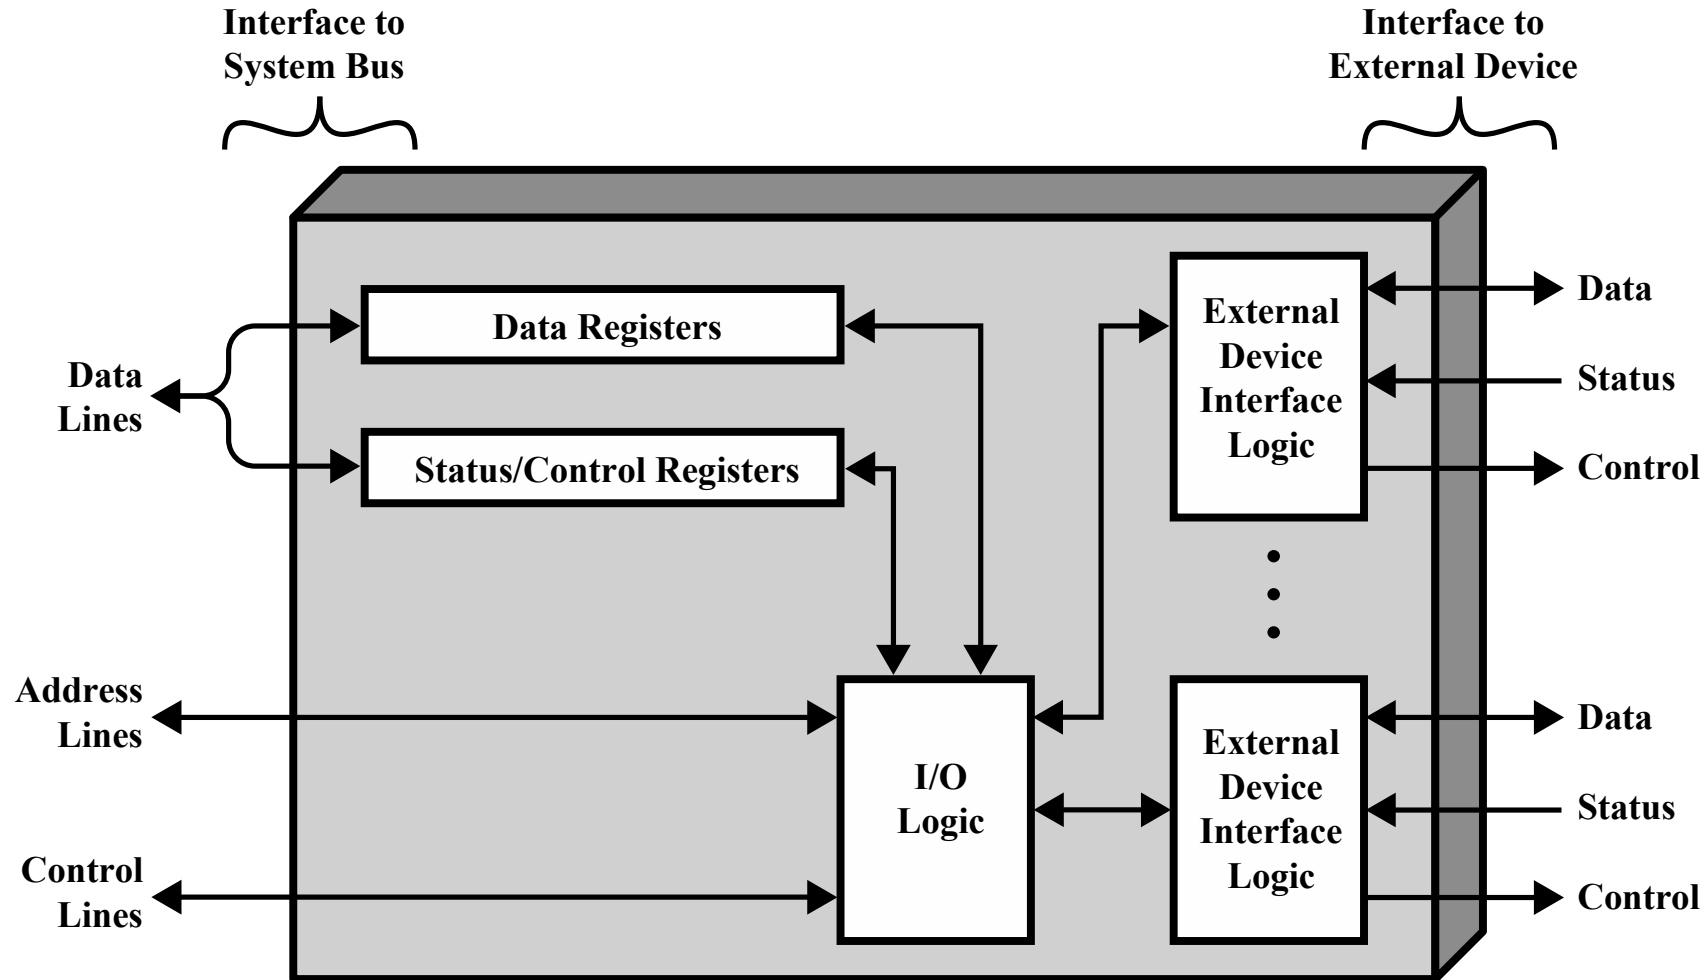 Interface to
System Bus
Interface to
External Device
Data Registers
Status/Control Registers
Data
Lines
Address
Lines
Control
Lines
I/O
Logic
External
Device
Interface
Logic
Data
Status
Control
External
Device
Interface
Logic
Data
Status
Control